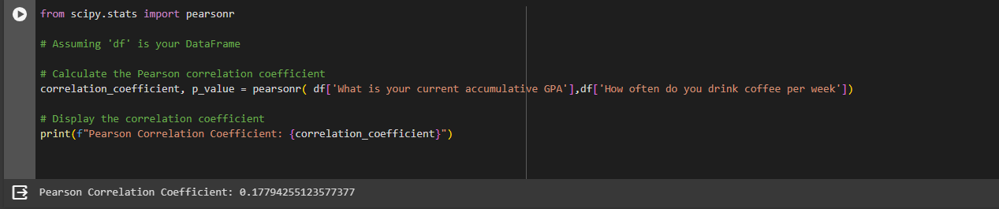 from scipy.stats import pearsonr
# Assuming 'df' is your DataFrame
# Calculate the Pearson correlation coefficient
correlation_coefficient, p_value = pearsonr( df['What is your current accumulative GPA'],df['How often do you drink coffee per week'])
# Display the correlation coefficient
print(f"Pearson Correlation Coefficient: {correlation_coefficient}")
Pearson Correlation Coefficient: 0.17794255123577377